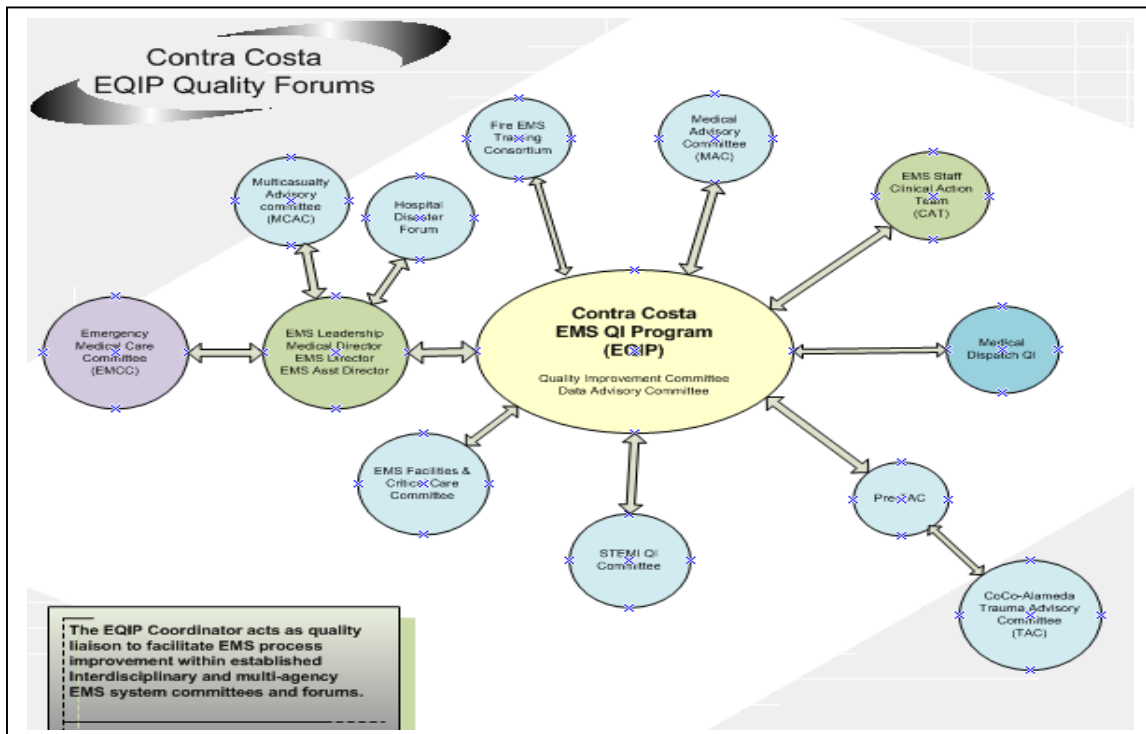 Contra Costa
EQIP Quality Forums
Fire EMS
Training
Consortium
Medical
Advisory
Committee
(MAC)
EMS Staff
Clinical Action
Team
(CAT)
Multicasualty
Advisory
committee
(MCAC)
Hospital
Disaster
Forum
Emergency
Medical Care
Committee
(EMCC)
EMS Leadership
Medical Director
EMS Director
EMS Asst Director
Contra Costa
EMS QI Program
(EQIP)
Quality Improvement Committee
Data Advisory Committee
Medical
Dispatch QI
EMS Facilities &
Critical Care
Committee
STEMI QI
Committee
Pre-TAC
CoCo-Alameda
Trauma Advisory
Committee
(TAC)
The EQIP Coordinator acts as quality
liaison to facilitate EMS process
improvement within established
Interdisciplinary and multi-agency
EMS system committees and forums.